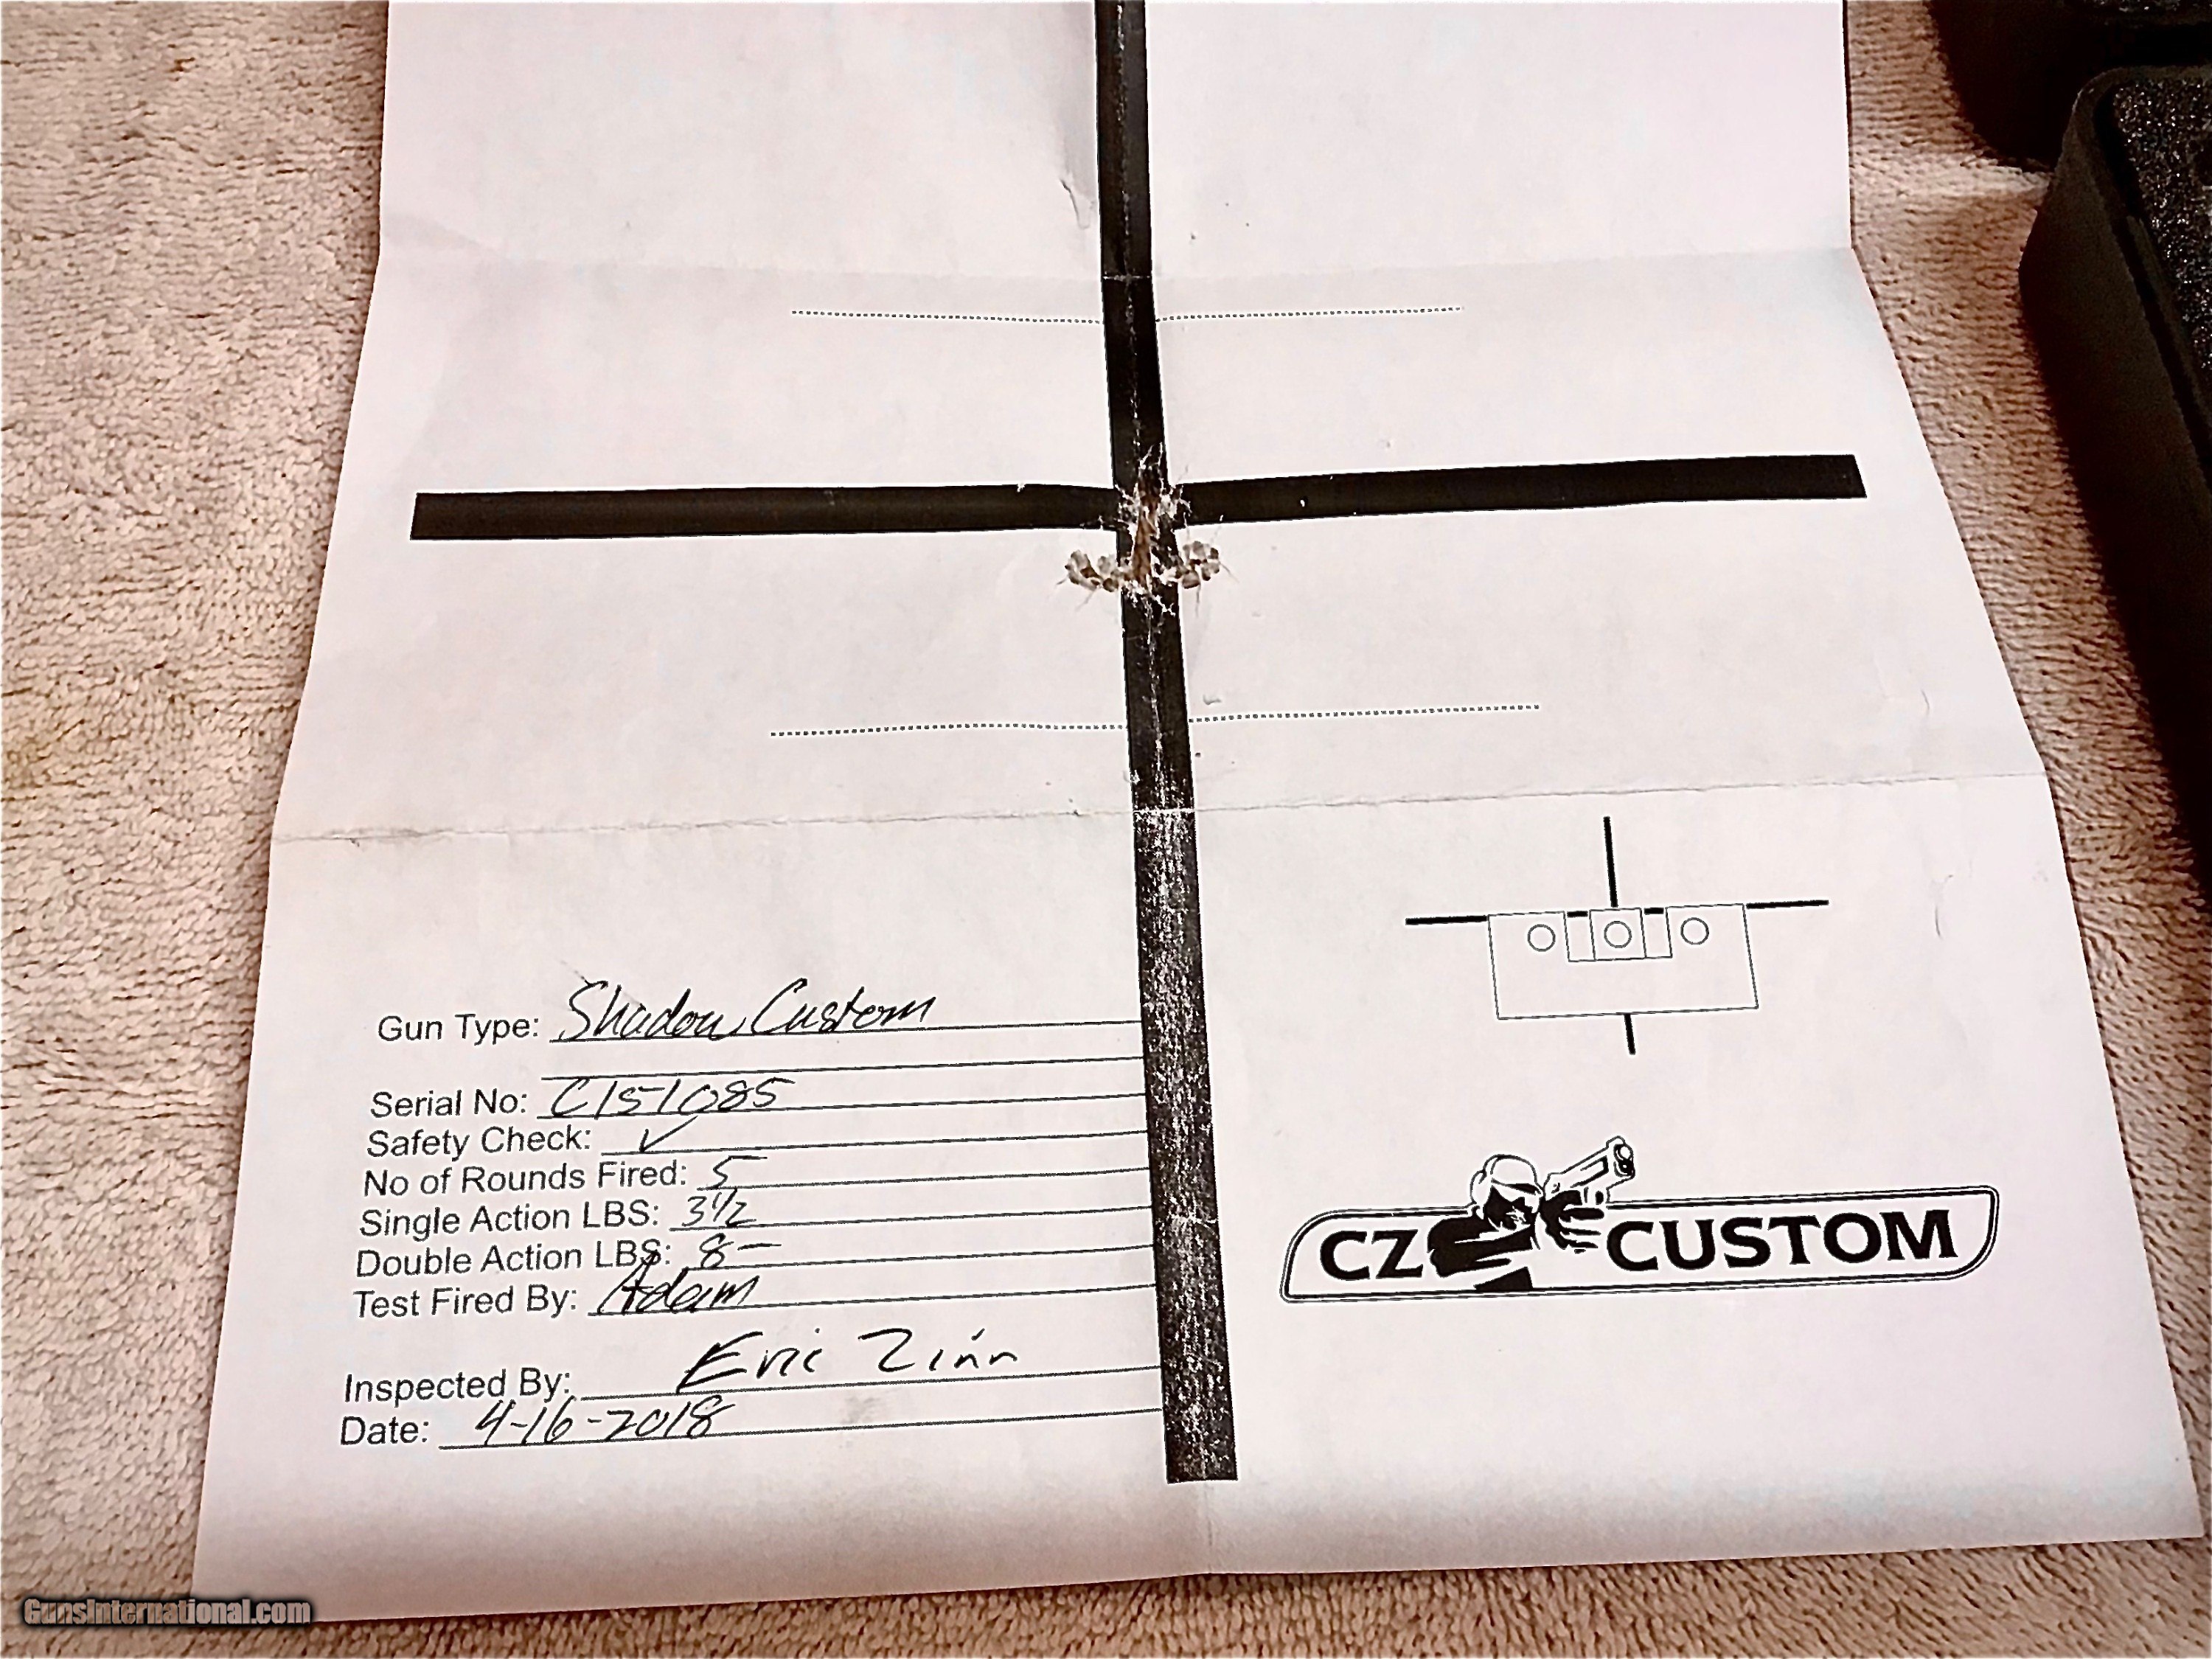 Gun Type: Shadow Custom
Serial No: C151085
Safety Check: ✓
No of Rounds Fired: 5
Single Action LBS: 3 1/2
Double Action LBS: 8 —
Test Fired By: Adam
Inspected By: Eric Zinn
Date: 4-16-2018
CZ CUSTOM
GunsInternational.com